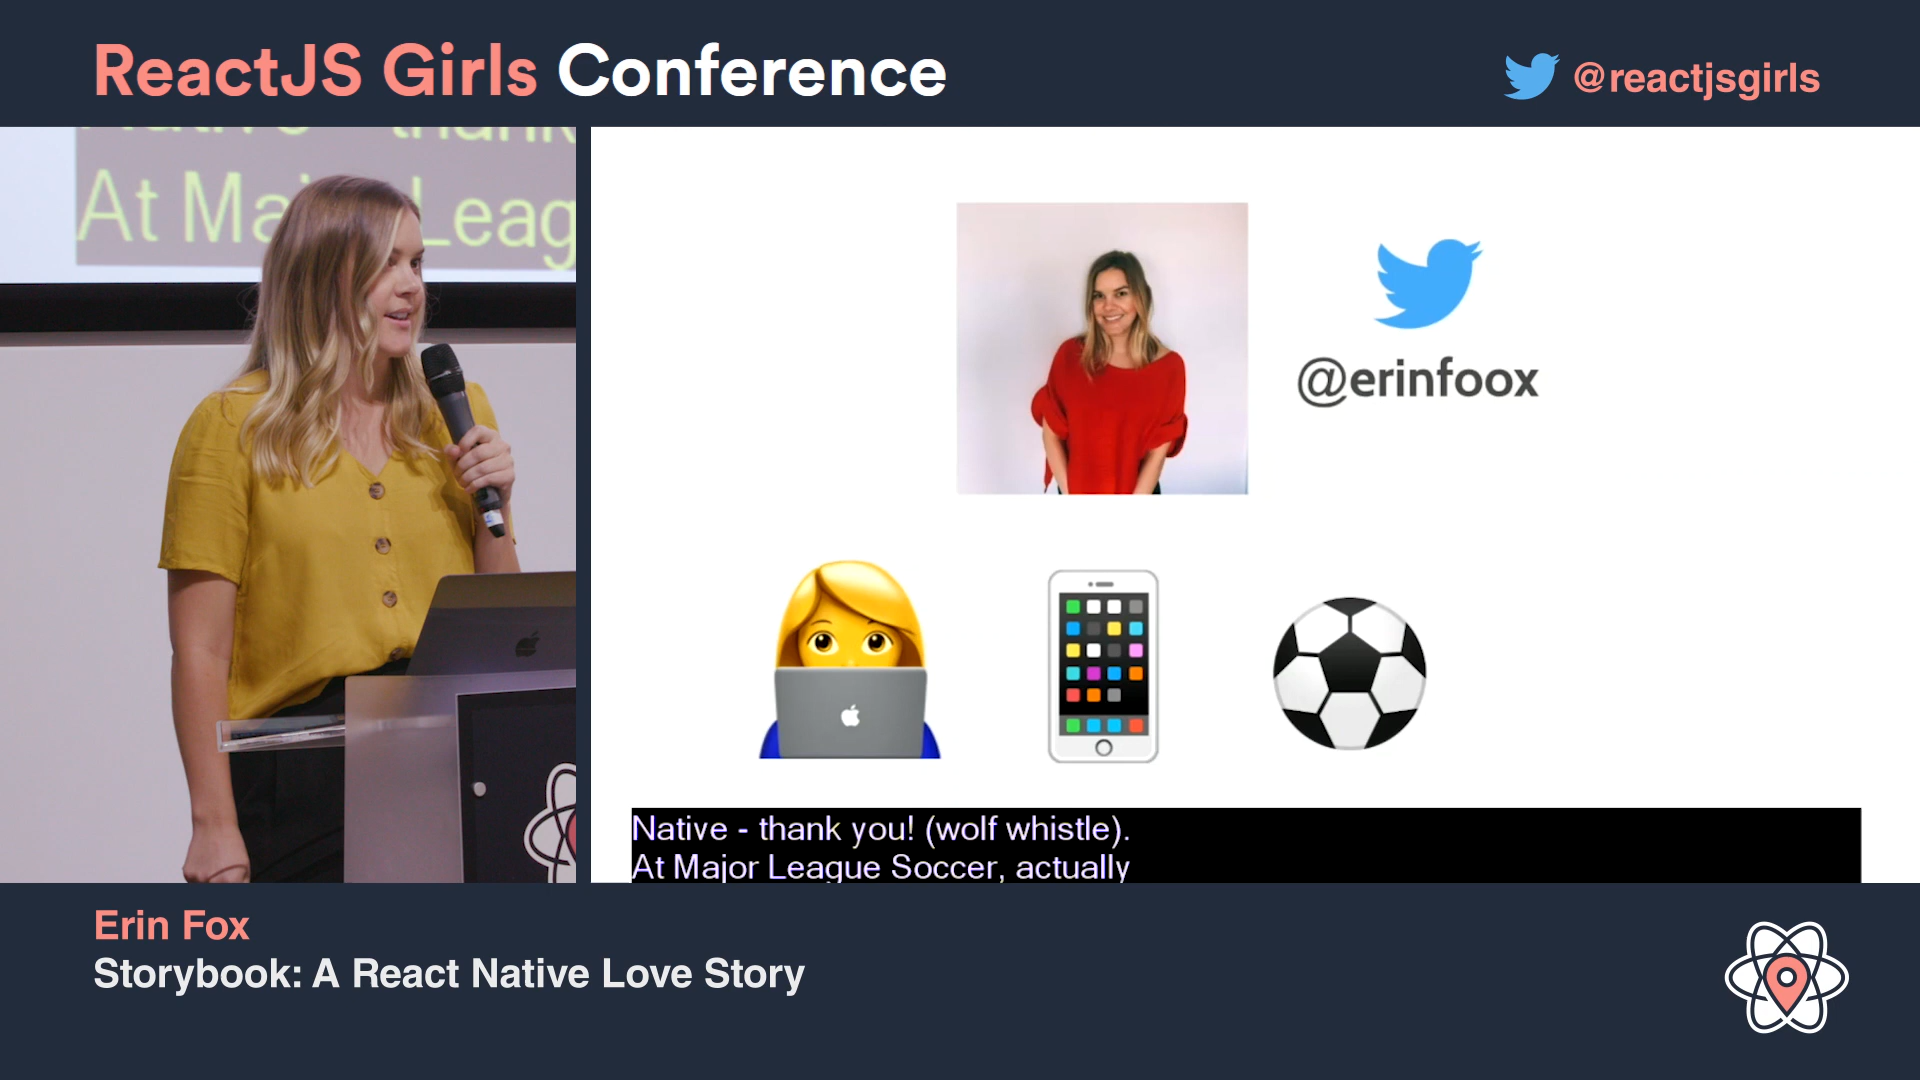 ReactJS Girls Conference
@reactjsgirls
At Major Leag
@erinfoox
Native - thank you! (wolf whistle).
At Major League Soccer, actually
Erin Fox
Storybook: A React Native Love Story